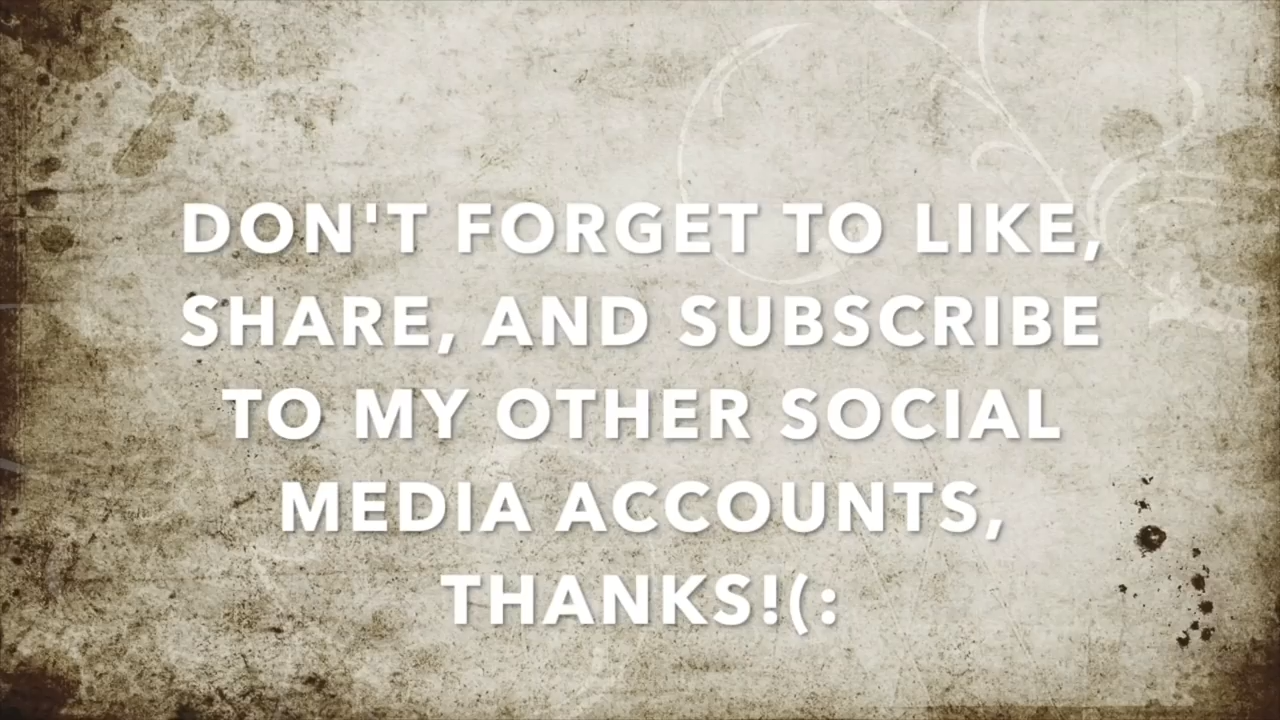 DON'T FORGET TO LIKE,
SHARE, AND SUBSCRIBE
TO MY OTHER SOCIAL
MEDIA ACCOUNTS,
THANKS!(: